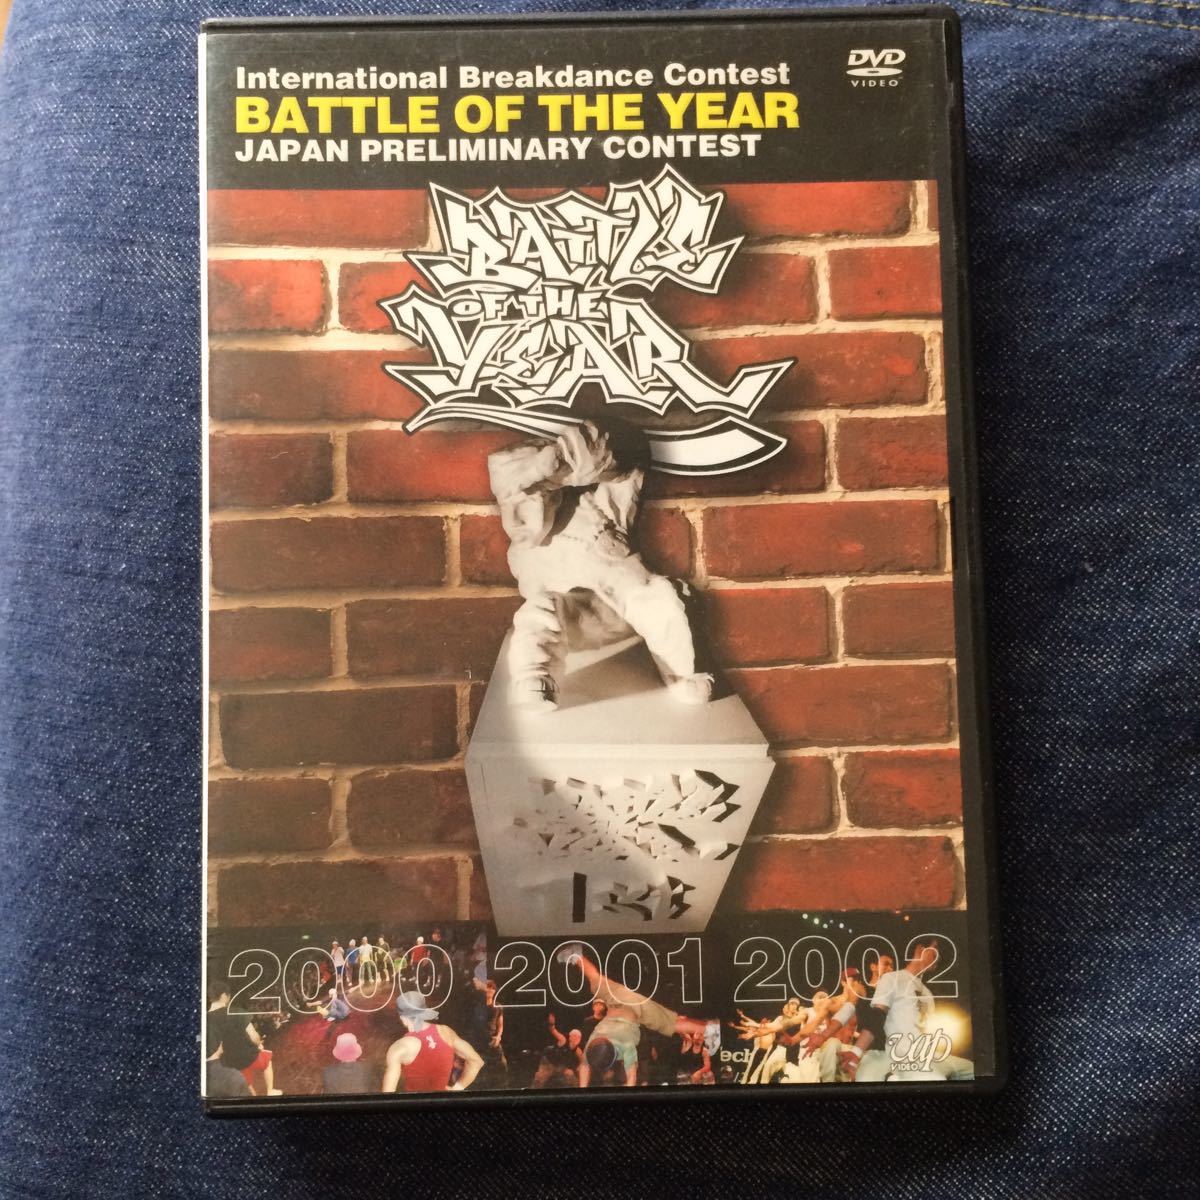 International Breakdance Contest
BATTLE OF THE YEAR
JAPAN PRELIMINARY CONTEST
DVD
VIDEO
BATTLE
OF THE
YEAR
2000 2001 2002
ech
vap
VIDEO